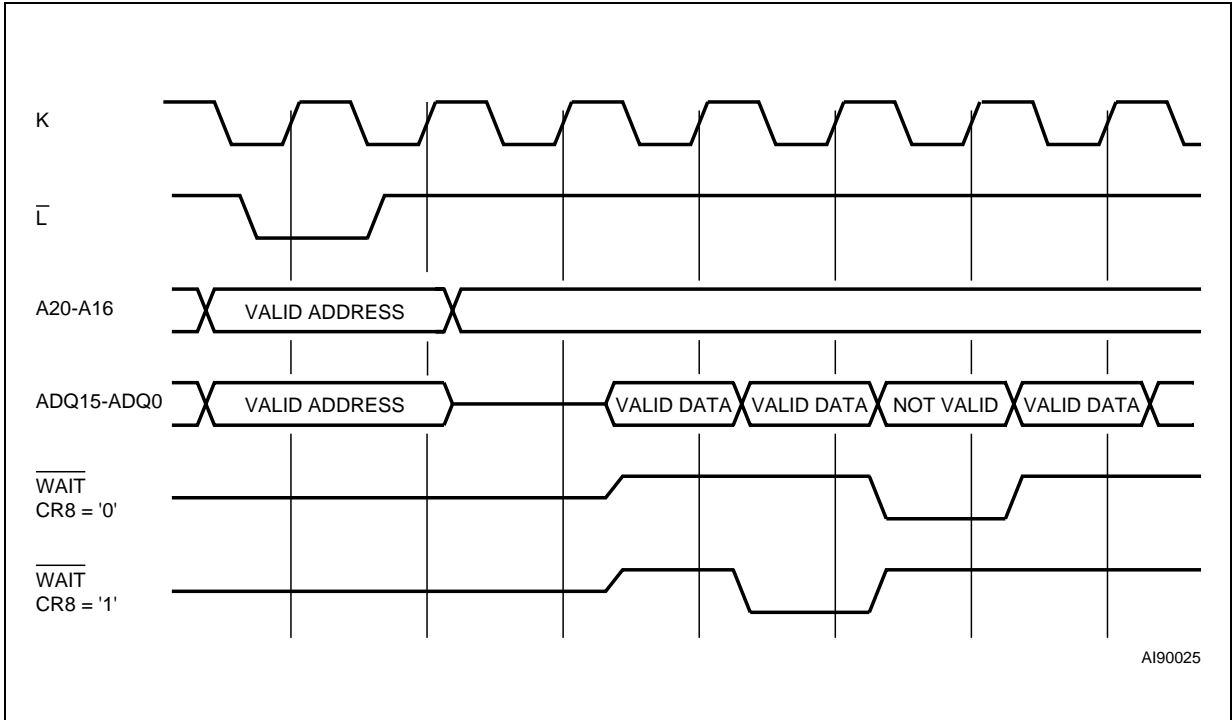 K
L
A20-A16
VALID ADDRESS
ADQ15-ADQ0
VALID ADDRESS
VALID DATA
VALID DATA
NOT VALID
VALID DATA
WAIT
CR8 = '0'
WAIT
CR8 = '1'
AI90025